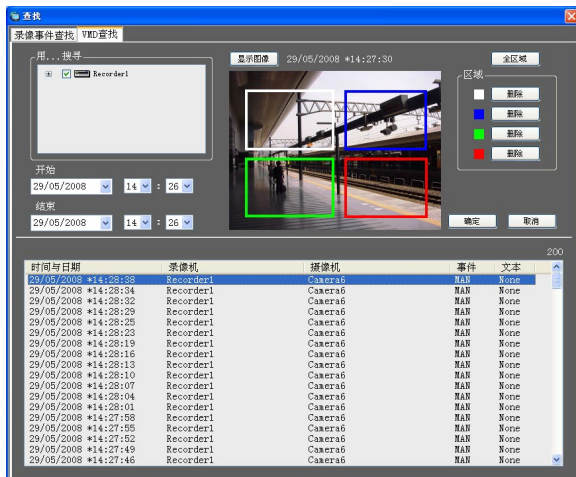 查找
录像事件查找 VMD查找
用...搜寻
Recorder1
开始
29/05/2008 14 : 26
结束
29/05/2008 14 : 26
显示图像 29/05/2008 *14:27:30
全区域
区域
删除
删除
删除
删除
确定 取消
200
时间与日期 录像机 摄像机 事件 文本
29/05/2008 *14:28:38 Recorder1 Camera6 MAN None
29/05/2008 *14:28:34 Recorder1 Camera6 MAN None
29/05/2008 *14:28:32 Recorder1 Camera6 MAN None
29/05/2008 *14:28:29 Recorder1 Camera6 MAN None
29/05/2008 *14:28:25 Recorder1 Camera6 MAN None
29/05/2008 *14:28:23 Recorder1 Camera6 MAN None
29/05/2008 *14:28:19 Recorder1 Camera6 MAN None
29/05/2008 *14:28:16 Recorder1 Camera6 MAN None
29/05/2008 *14:28:13 Recorder1 Camera6 MAN None
29/05/2008 *14:28:10 Recorder1 Camera6 MAN None
29/05/2008 *14:28:07 Recorder1 Camera6 MAN None
29/05/2008 *14:28:04 Recorder1 Camera6 MAN None
29/05/2008 *14:28:01 Recorder1 Camera6 MAN None
29/05/2008 *14:27:58 Recorder1 Camera6 MAN None
29/05/2008 *14:27:55 Recorder1 Camera6 MAN None
29/05/2008 *14:27:52 Recorder1 Camera6 MAN None
29/05/2008 *14:27:49 Recorder1 Camera6 MAN None
29/05/2008 *14:27:46 Recorder1 Camera6 MAN None